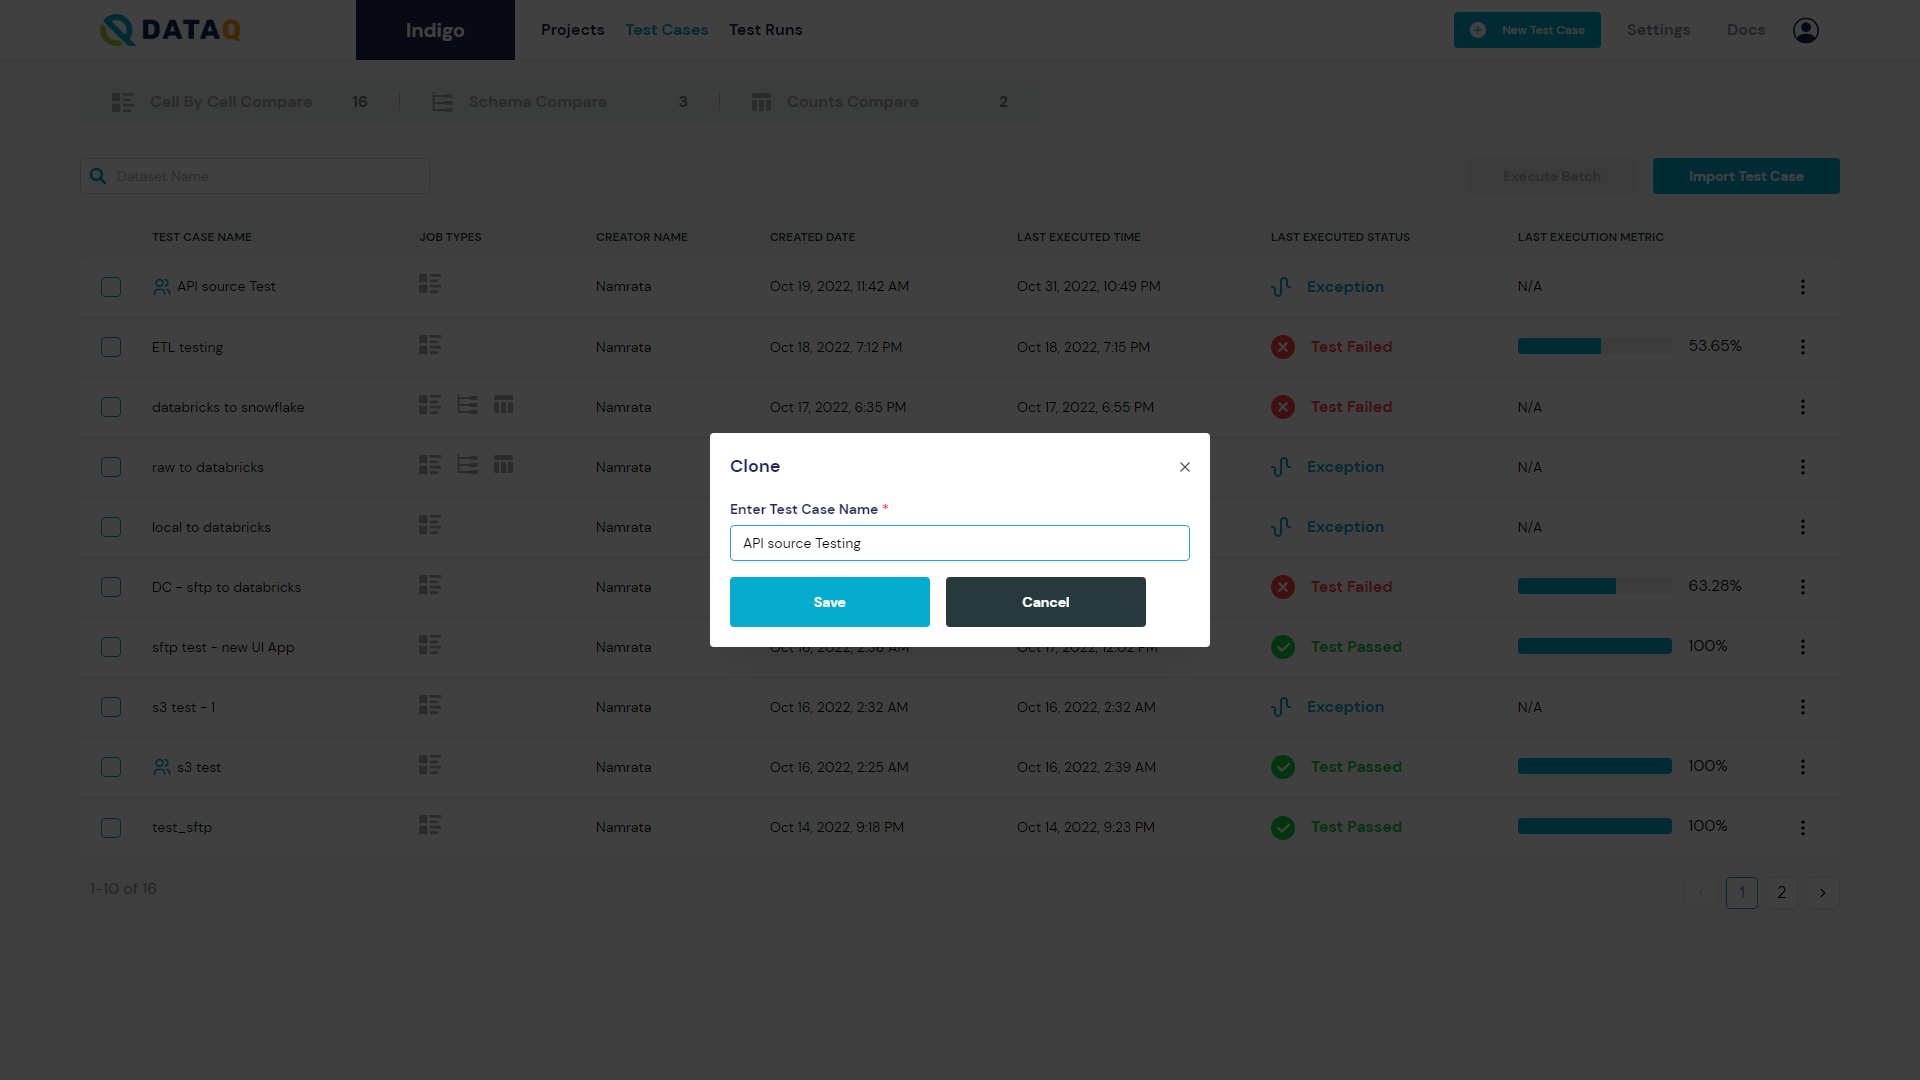 DATAQ
Indigo
Projects
Test Cases
Test Runs
New Test Case
Settings
Docs
Cell By Cell Compare 16
Schema Compare 3
Counts Compare 2
Dataset Name
Execute Batch
Import Test Case
TEST CASE NAME JOB TYPES CREATOR NAME CREATED DATE LAST EXECUTED TIME LAST EXECUTED STATUS LAST EXECUTION METRIC
API source Test Namrata Oct 19, 2022, 11:42 AM Oct 31, 2022, 10:49 PM Exception N/A
ETL testing Namrata Oct 18, 2022, 7:12 PM Oct 18, 2022, 7:15 PM Test Failed 53.65%
databricks to snowflake Namrata Oct 17, 2022, 6:35 PM Oct 17, 2022, 6:55 PM Test Failed N/A
raw to databricks Namrata Exception N/A
local to databricks Namrata Exception N/A
DC - sftp to databricks Namrata Test Failed 63.28%
sftp test - new UI App Namrata Oct 16, 2022, 2:38 AM Oct 17, 2022, 12:02 PM Test Passed 100%
s3 test - 1 Namrata Oct 16, 2022, 2:32 AM Oct 16, 2022, 2:32 AM Exception N/A
s3 test Namrata Oct 16, 2022, 2:25 AM Oct 16, 2022, 2:39 AM Test Passed 100%
test_sftp Namrata Oct 14, 2022, 9:18 PM Oct 14, 2022, 9:23 PM Test Passed 100%
1-10 of 16
1 2
Clone
Enter Test Case Name *
API source Testing
Save
Cancel